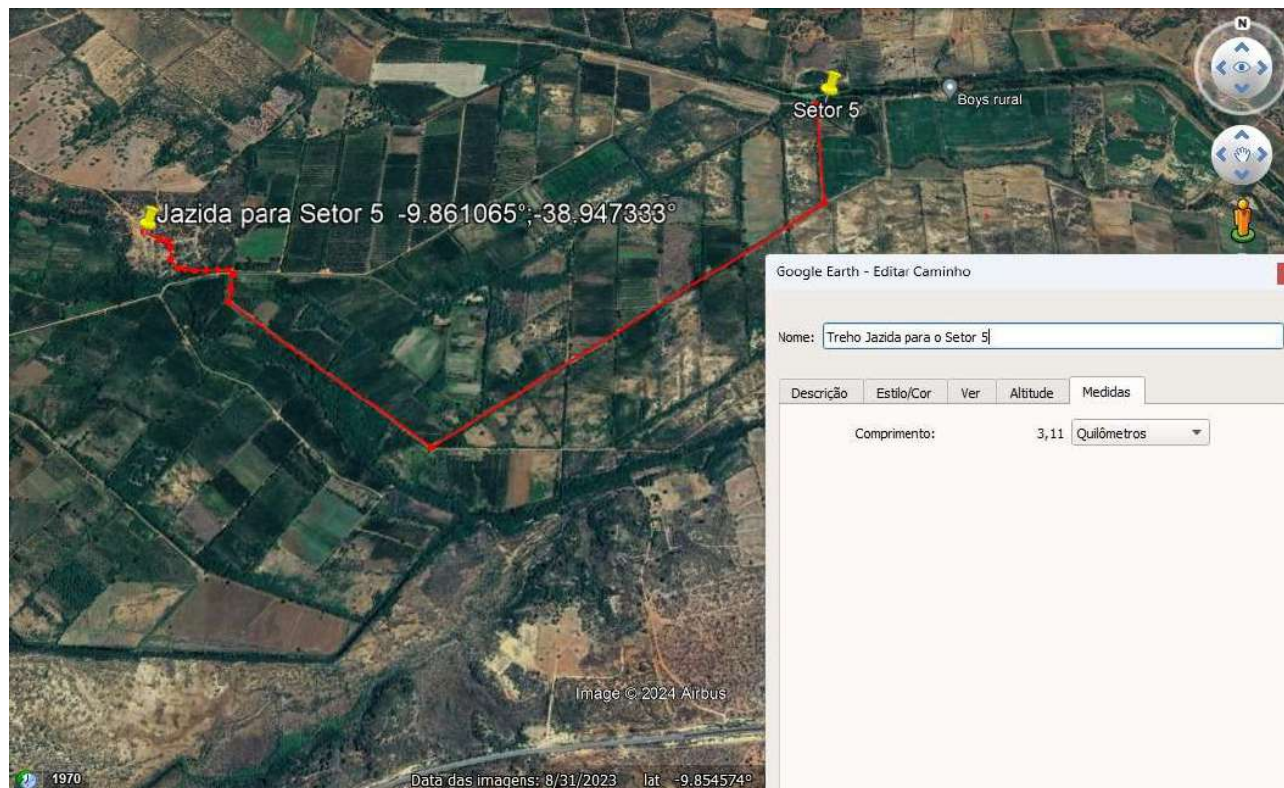 N
Setor 5
Boys rural
Jazida para Setor 5 -9.861065°;-38.947333°
Google Earth - Editar Caminho
Nome: Treho Jazida para o Setor 5
Descrição Estilo/Cor Ver Altitude Medidas
Comprimento: 3,11 Quilômetros
Image © 2024 Airbus
1970 Data das imagens: 8/31/2023 lat -9.854574°